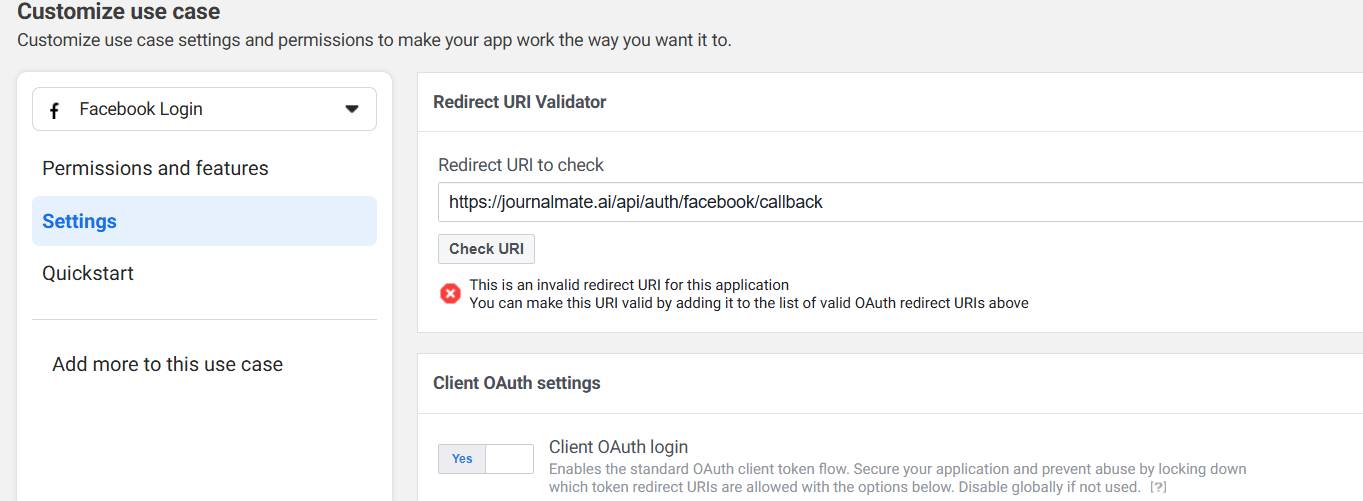 Customize use case
Customize use case settings and permissions to make your app work the way you want it to.
Facebook Login
Permissions and features
Settings
Quickstart
Add more to this use case
Redirect URI Validator
Redirect URI to check
https://journalmate.ai/api/auth/facebook/callback
Check URI
This is an invalid redirect URI for this application
You can make this URI valid by adding it to the list of valid OAuth redirect URIs above
Client OAuth settings
Yes
Client OAuth login
Enables the standard OAuth client token flow. Secure your application and prevent abuse by locking down
which token redirect URIs are allowed with the options below. Disable globally if not used. [?]